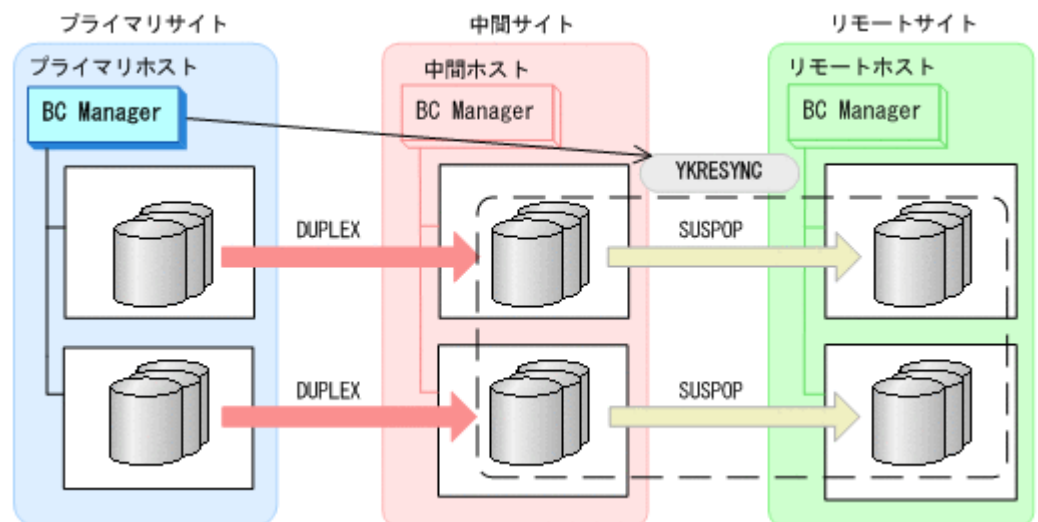 プライマリサイト
中間サイト
リモートサイト
プライマリホスト
中間ホスト
リモートホスト
BC Manager
BC Manager
BC Manager
YKRESYNC
DUPLEX
SUSPOP
DUPLEX
SUSPOP